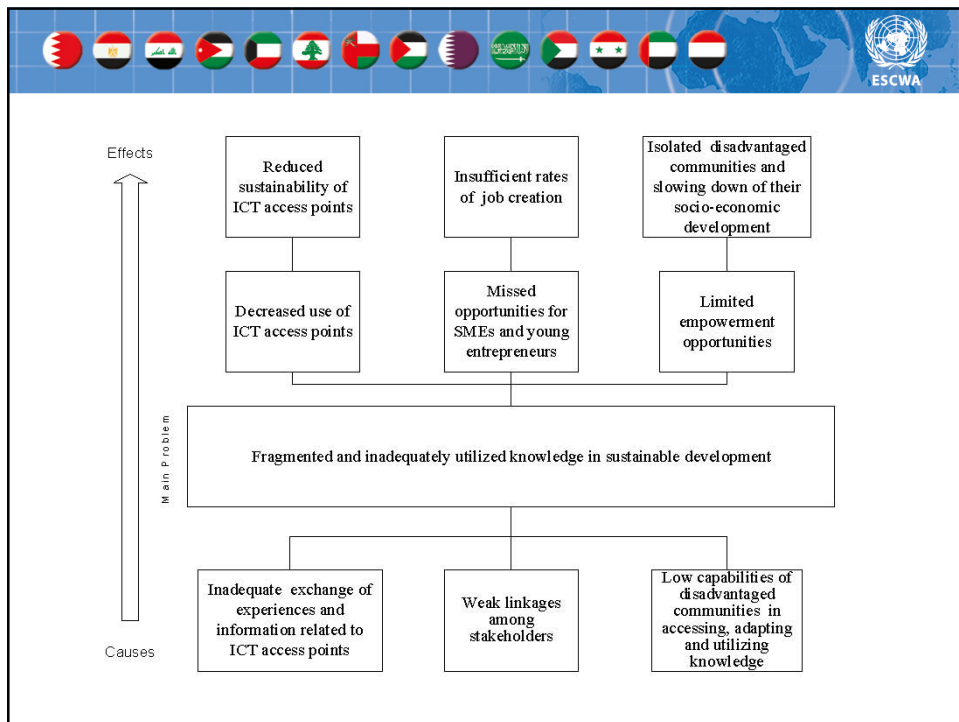 ESCWA
Effects
Reduced
sustainability of
ICT access points
Insufficient rates
of job creation
Isolated disadvantaged
communities and
slowing down of their
socio-economic
development
Decreased use of
ICT access points
Missed
opportunities for
SMEs and young
entrepreneurs
Limited
empowerment
opportunities
Main Problem
Fragmented and inadequately utilized knowledge in sustainable development
Inadequate exchange of
experiences and
information related to
ICT access points
Weak linkages
among
stakeholders
Low capabilities of
disadvantaged
communities in
accessing, adapting
and utilizing
knowledge
Causes